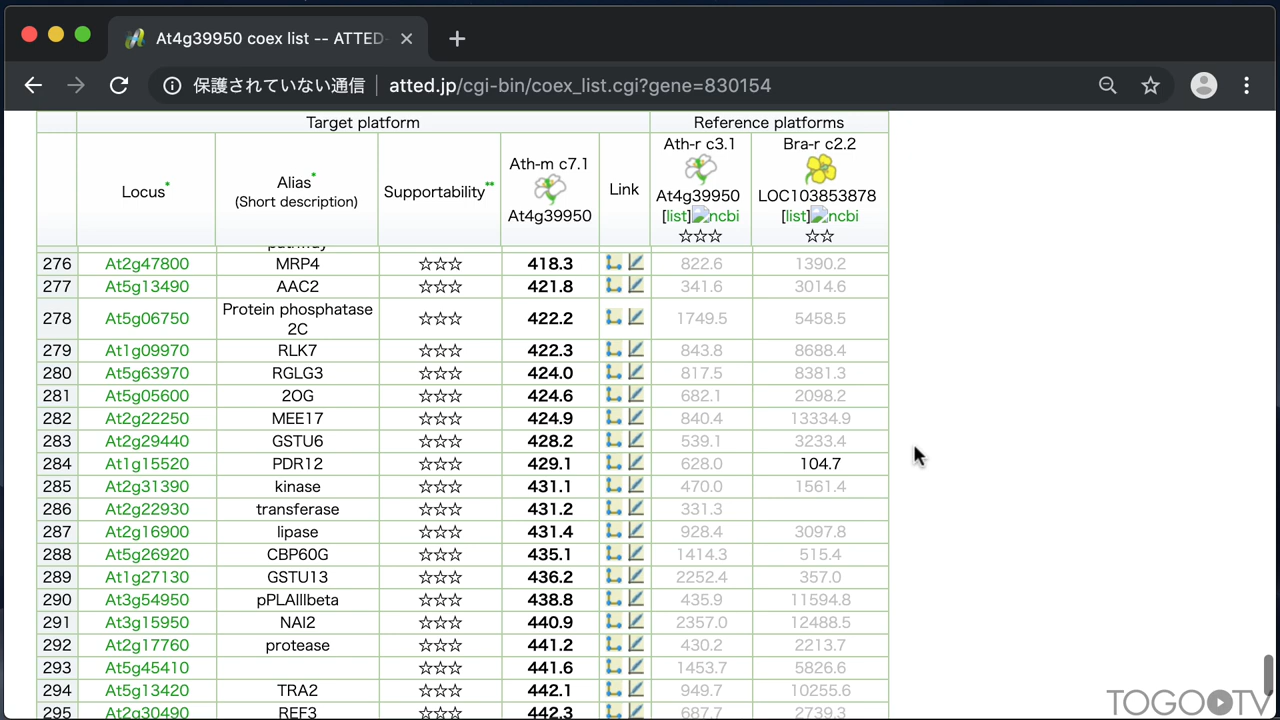 At4g39950 coex list -- ATTED-
保護されていない通信 | atted.jp/cgi-bin/coex_list.cgi?gene=830154
Target platform Reference platforms
Locus* Alias* (Short description) Supportability** Ath-m c7.1 At4g39950 Link Ath-r c3.1 At4g39950 [list] ncbi ☆☆☆ Bra-r c2.2 LOC103853878 [list] ncbi ☆☆
pathway
276 At2g47800 MRP4 ☆☆☆ 418.3 822.6 1390.2
277 At5g13490 AAC2 ☆☆☆ 421.8 341.6 3014.6
278 At5g06750 Protein phosphatase 2C ☆☆☆ 422.2 1749.5 5458.5
279 At1g09970 RLK7 ☆☆☆ 422.3 843.8 8688.4
280 At5g63970 RGLG3 ☆☆☆ 424.0 817.5 8381.3
281 At5g05600 2OG ☆☆☆ 424.6 682.1 2098.2
282 At2g22250 MEE17 ☆☆☆ 424.9 840.4 13334.9
283 At2g29440 GSTU6 ☆☆☆ 428.2 539.1 3233.4
284 At1g15520 PDR12 ☆☆☆ 429.1 628.0 104.7
285 At2g31390 kinase ☆☆☆ 431.1 470.0 1561.4
286 At2g22930 transferase ☆☆☆ 431.2 331.3
287 At2g16900 lipase ☆☆☆ 431.4 928.4 3097.8
288 At5g26920 CBP60G ☆☆☆ 435.1 1414.3 515.4
289 At1g27130 GSTU13 ☆☆☆ 436.2 2252.4 357.0
290 At3g54950 pPLAIIIbeta ☆☆☆ 438.8 435.9 11594.8
291 At3g15950 NAI2 ☆☆☆ 440.9 2357.0 12488.5
292 At2g17760 protease ☆☆☆ 441.2 430.2 2213.7
293 At5g45410 ☆☆☆ 441.6 1453.7 5826.6
294 At5g13420 TRA2 ☆☆☆ 442.1 949.7 10255.6
295 At2g30490 REF3 ☆☆☆ 442.3 687.7 2739.3
TOGOTV